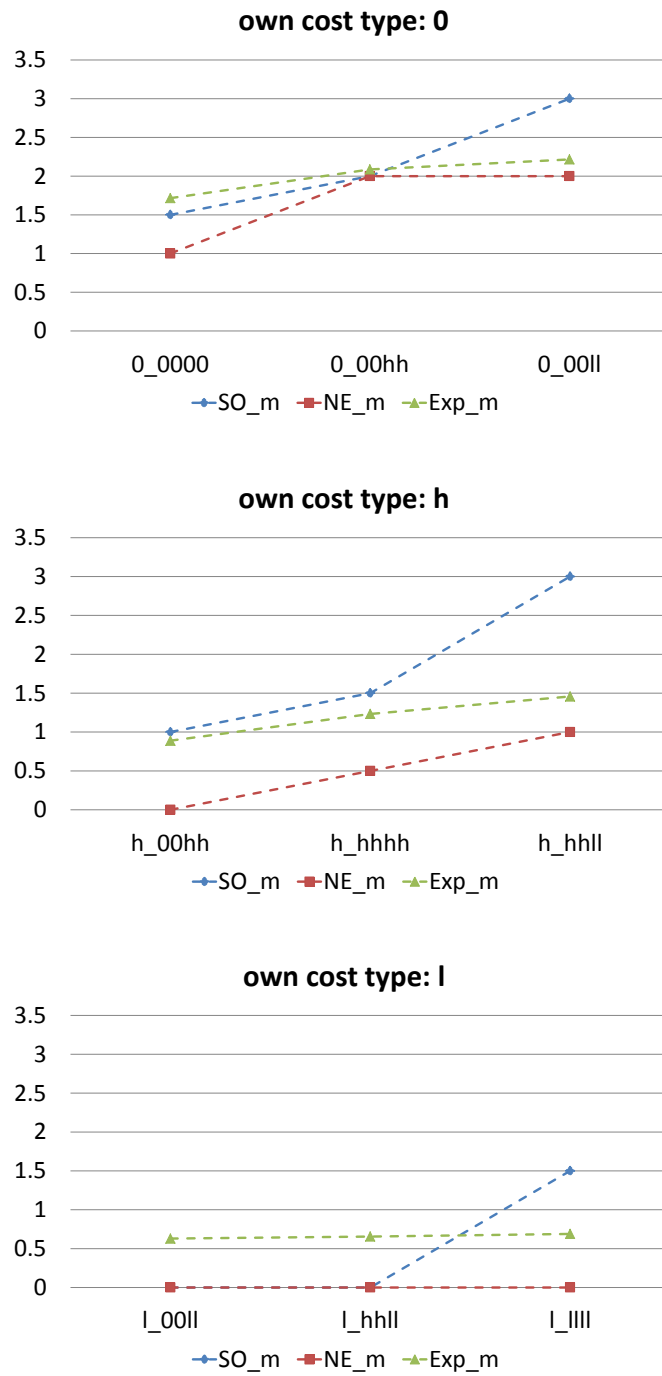 own cost type: 0
3.5
3
2.5
2
1.5
1
0.5
0
0_0000 0_00hh 0_00ll
SO_m NE_m Exp_m
own cost type: h
3.5
3
2.5
2
1.5
1
0.5
0
h_00hh h_hhhh h_hhll
SO_m NE_m Exp_m
own cost type: l
3.5
3
2.5
2
1.5
1
0.5
0
l_00ll l_hhll l_llll
SO_m NE_m Exp_m